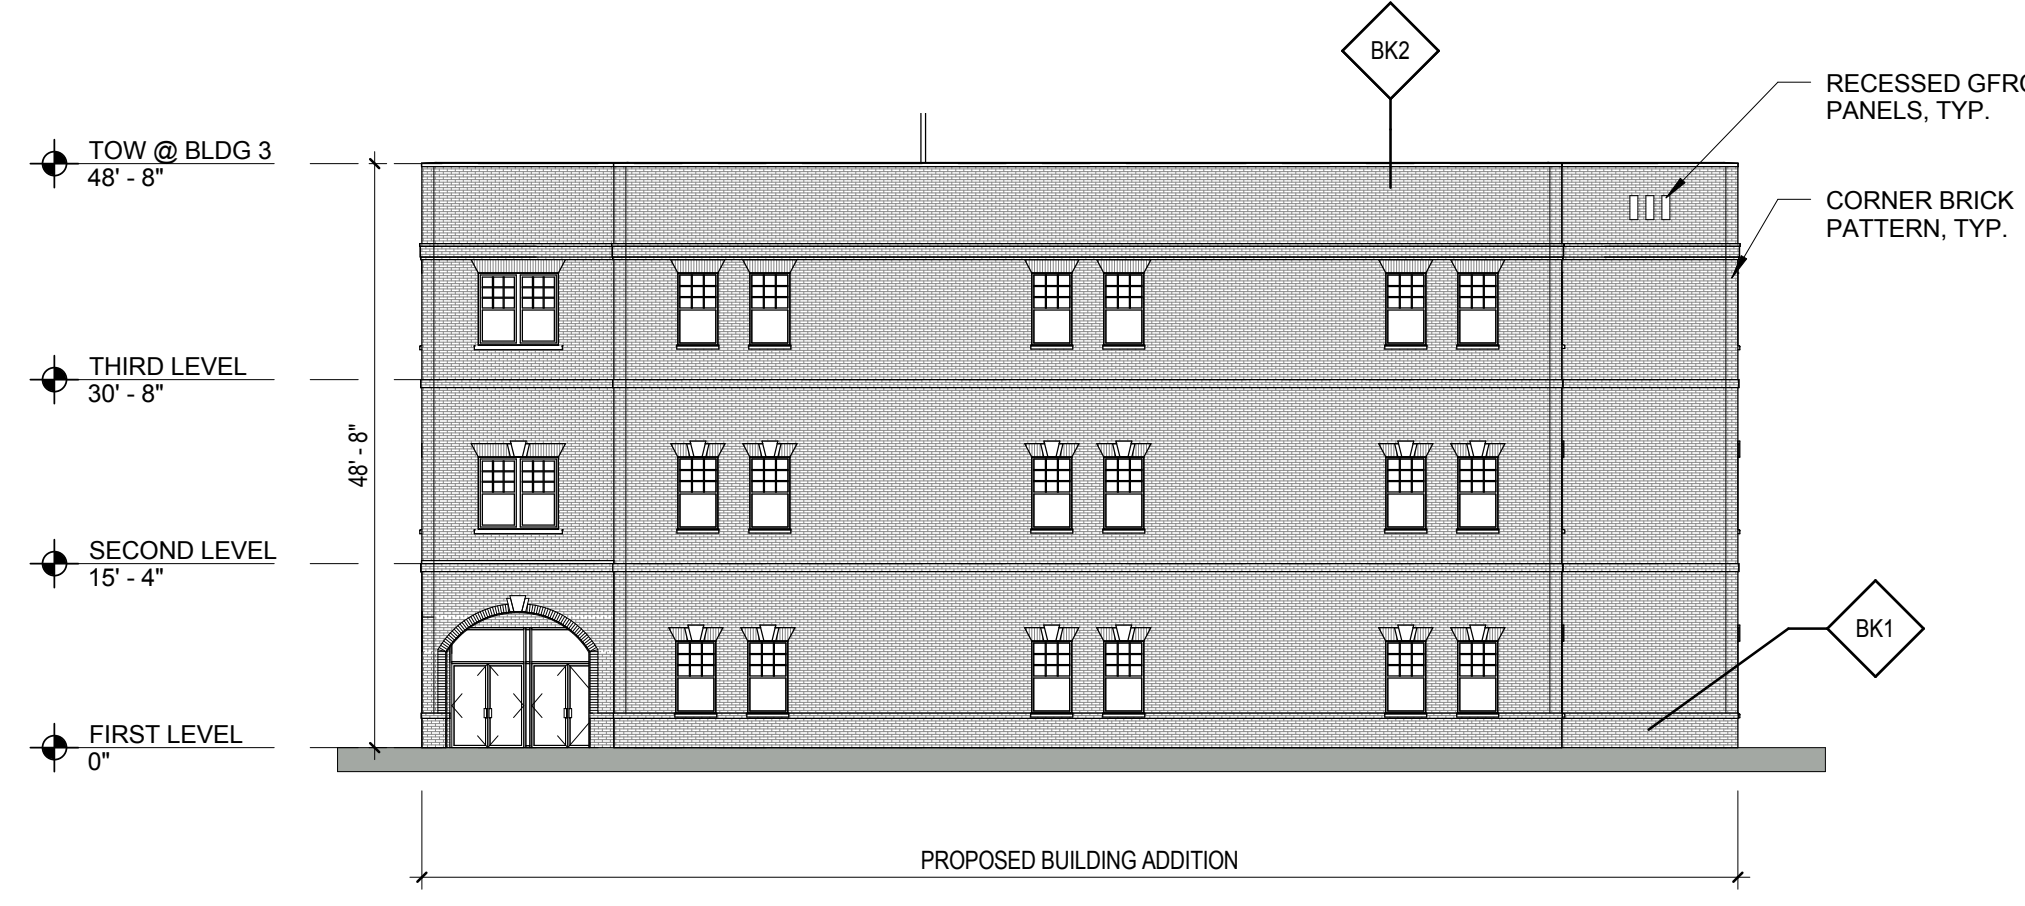 BK2
RECESSED GFRC
PANELS, TYP.
TOW @ BLDG 3
48' - 8"
CORNER BRICK
PATTERN, TYP.
THIRD LEVEL
30' - 8"
48' - 8"
SECOND LEVEL
15' - 4"
BK1
FIRST LEVEL
0"
PROPOSED BUILDING ADDITION